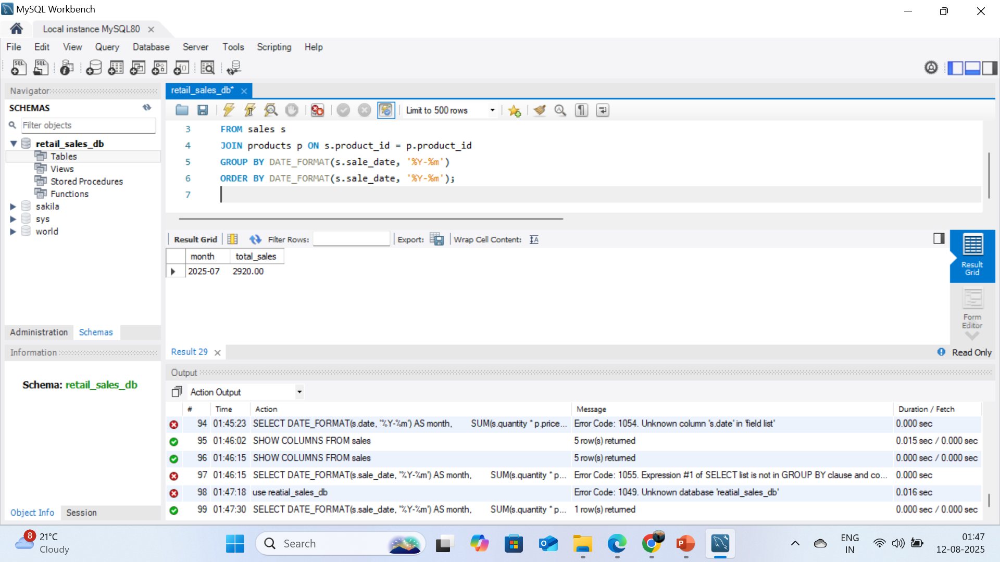 MySQL Workbench
Local instance MySQL80
File Edit View Query Database Server Tools Scripting Help
Navigator
SCHEMAS
Filter objects
retail_sales_db
Tables
Views
Stored Procedures
Functions
sakila
sys
world
Administration Schemas
Information
Schema: retail_sales_db
Object Info Session
retail_sales_db*
Limit to 500 rows
3 FROM sales s
4 JOIN products p ON s.product_id = p.product_id
5 GROUP BY DATE_FORMAT(s.sale_date, '%Y-%m')
6 ORDER BY DATE_FORMAT(s.sale_date, '%Y-%m');
7
Result Grid Filter Rows: Export: Wrap Cell Content:
month total_sales
2025-07 2920.00
Result Grid
Form Editor
Result 29
Read Only
Output
Action Output
# Time Action Message Duration / Fetch
94 01:45:23 SELECT DATE_FORMAT(s.date, '%Y-%m') AS month, SUM(s.quantity * p.price... Error Code: 1054. Unknown column 's.date' in 'field list' 0.000 sec
95 01:46:02 SHOW COLUMNS FROM sales 5 row(s) returned 0.015 sec / 0.000 sec
96 01:46:15 SHOW COLUMNS FROM sales 5 row(s) returned 0.000 sec / 0.000 sec
97 01:46:15 SELECT DATE_FORMAT(s.sale_date, '%Y-%m') AS month, SUM(s.quantity * p... Error Code: 1055. Expression #1 of SELECT list is not in GROUP BY clause and co... 0.000 sec
98 01:47:18 use reatial_sales_db Error Code: 1049. Unknown database 'reatial_sales_db' 0.016 sec
99 01:47:30 SELECT DATE_FORMAT(s.sale_date, '%Y-%m') AS month, SUM(s.quantity * p... 1 row(s) returned 0.000 sec / 0.000 sec
8
21°C
Cloudy
Search
ENG
IN
01:47
12-08-2025